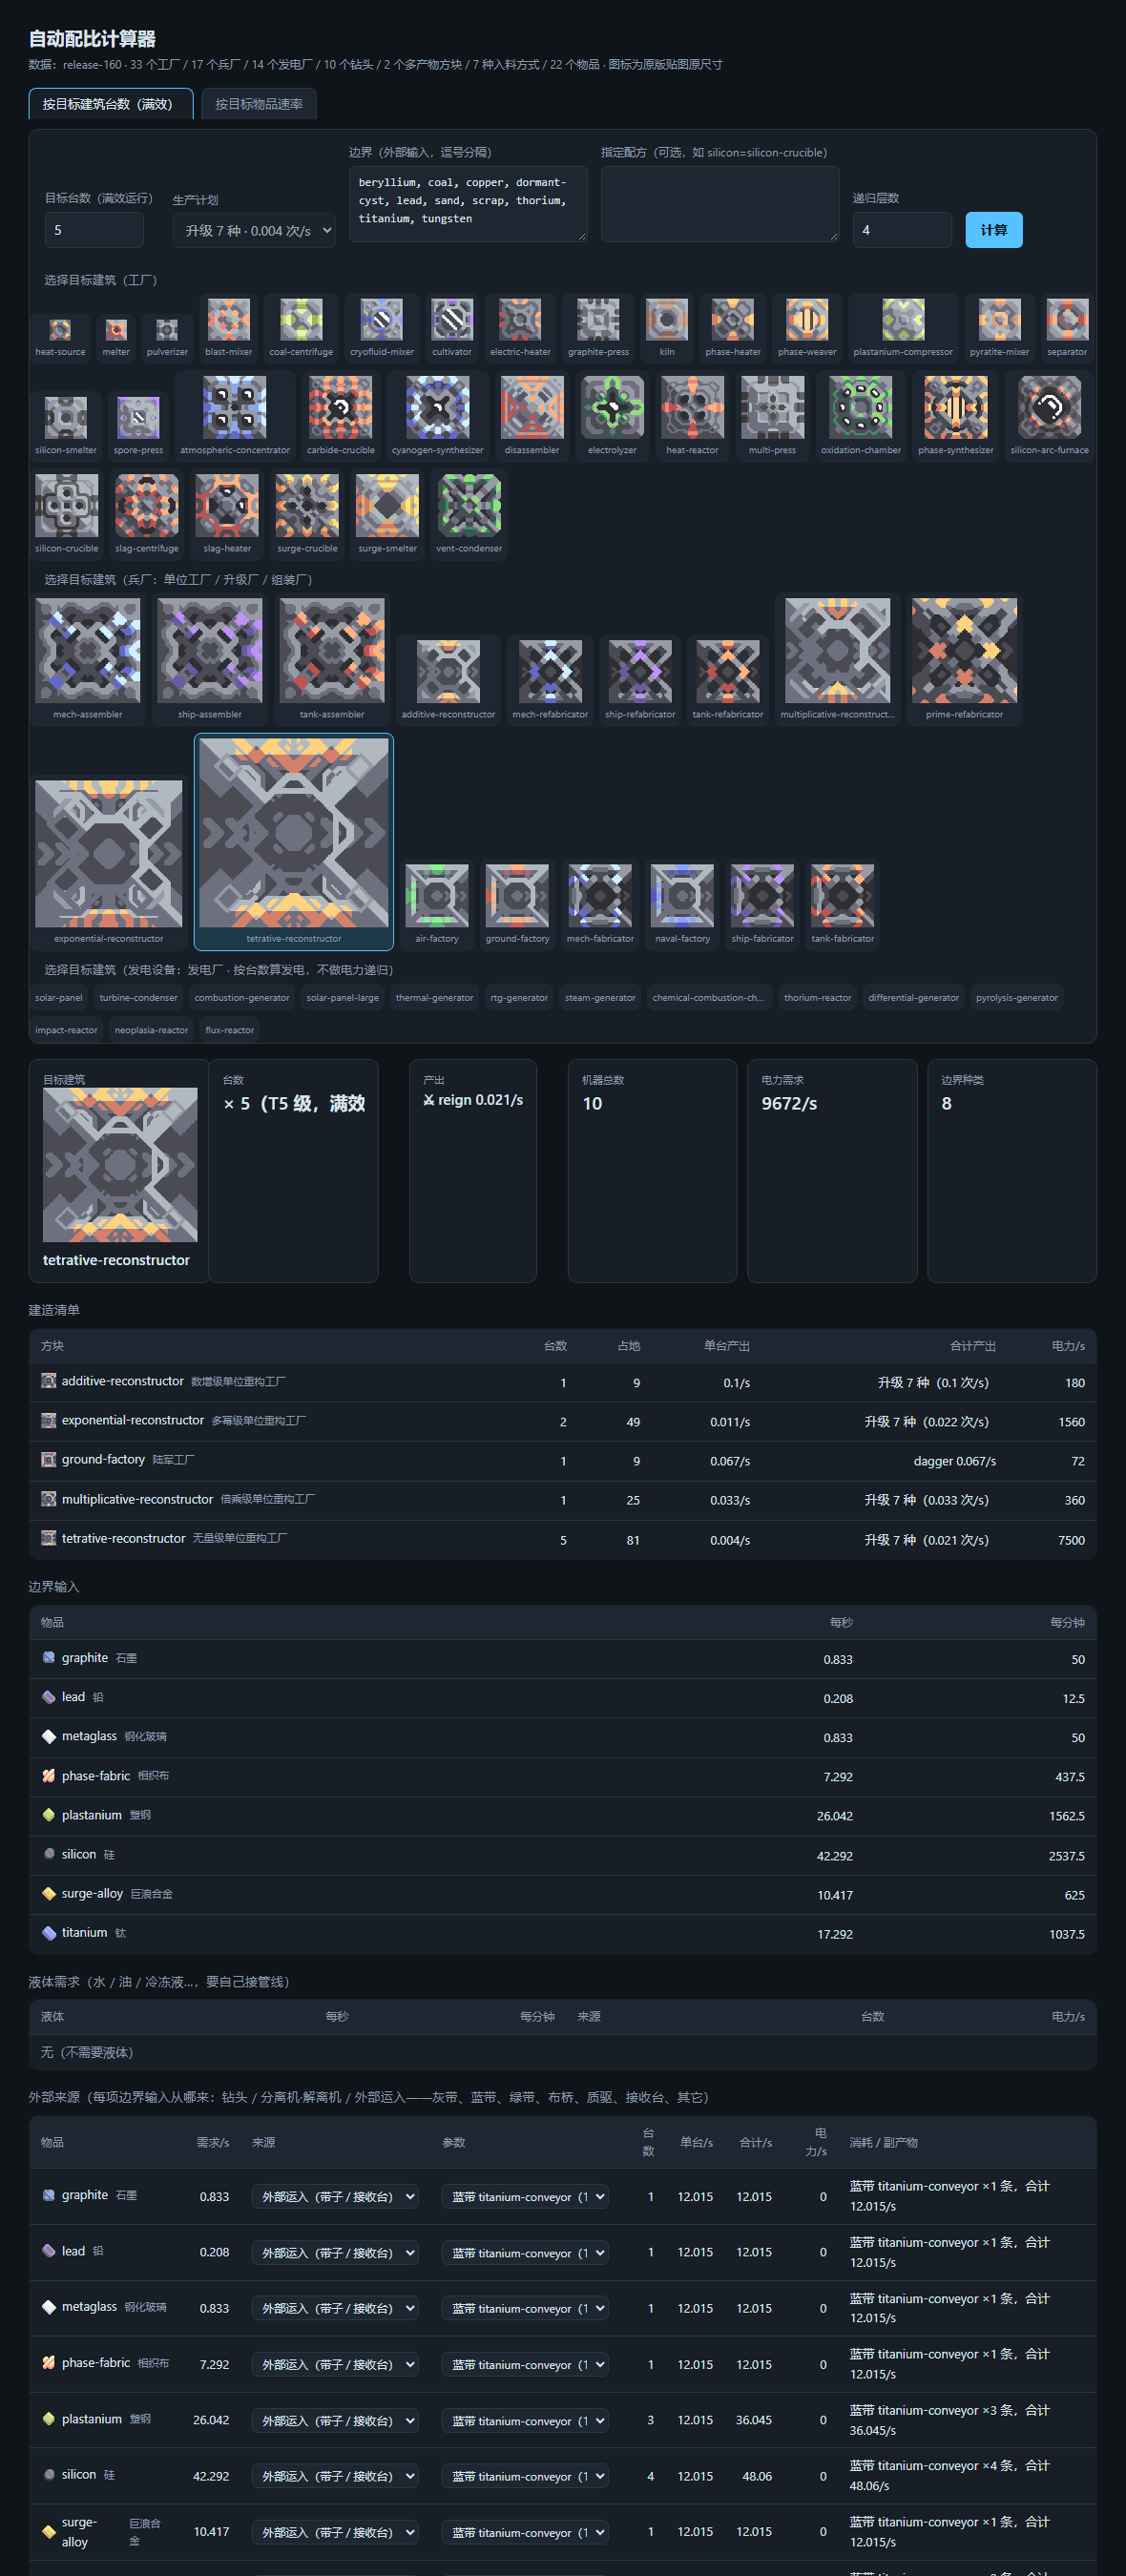 自动配比计算器
数据：release-160 · 33 个工厂 / 17 个兵厂 / 14 个发电厂 / 10 个钻头 / 2 个多产物方块 / 7 种入料方式 / 22 个物品 · 图标为原版贴图原尺寸
按目标建筑台数（满效） 按目标物品速率
边界（外部输入，逗号分隔） 指定配方（可选，如 silicon=silicon-crucible）
目标台数（满效运行） 生产计划 递归层数
beryllium, coal, copper, dormant-
cyst, lead, sand, scrap, thorium,
titanium, tungsten
5 升级 7 种 · 0.004 次/s 4 计算
选择目标建筑（工厂）
heat-source melter pulverizer blast-mixer coal-centrifuge cryofluid-mixer cultivator electric-heater graphite-press kiln phase-heater phase-weaver plastanium-compressor pyratite-mixer separator
silicon-smelter spore-press atmospheric-concentrator carbide-crucible cyanogen-synthesizer disassembler electrolyzer heat-reactor multi-press oxidation-chamber phase-synthesizer silicon-arc-furnace
silicon-crucible slag-centrifuge slag-heater surge-crucible surge-smelter vent-condenser
选择目标建筑（兵厂：单位工厂 / 升级厂 / 组装厂）
mech-assembler ship-assembler tank-assembler additive-reconstructor mech-refabricator ship-refabricator tank-refabricator multiplicative-reconstruct... prime-refabricator
exponential-reconstructor tetrative-reconstructor air-factory ground-factory mech-fabricator naval-factory ship-fabricator tank-fabricator
选择目标建筑（发电设备：发电厂 · 按台数算发电，不做电力递归）
solar-panel turbine-condenser combustion-generator solar-panel-large thermal-generator rtg-generator steam-generator chemical-combustion-ch... thorium-reactor differential-generator pyrolysis-generator
impact-reactor neoplasia-reactor flux-reactor
目标建筑 台数 产出 机器总数 电力需求 边界种类
× 5（T5 级，满效 ⚔ reign 0.021/s 10 9672/s 8
tetrative-reconstructor
建造清单
方块 台数 占地 单台产出 合计产出 电力/s
additive-reconstructor 数增级单位重构工厂 1 9 0.1/s 升级 7 种（0.1 次/s） 180
exponential-reconstructor 多幂级单位重构工厂 2 49 0.011/s 升级 7 种（0.022 次/s） 1560
ground-factory 陆军工厂 1 9 0.067/s dagger 0.067/s 72
multiplicative-reconstructor 倍乘级单位重构工厂 1 25 0.033/s 升级 7 种（0.033 次/s） 360
tetrative-reconstructor 无量级单位重构工厂 5 81 0.004/s 升级 7 种（0.021 次/s） 7500
边界输入
物品 每秒 每分钟
graphite 石墨 0.833 50
lead 铅 0.208 12.5
metaglass 钢化玻璃 0.833 50
phase-fabric 相织布 7.292 437.5
plastanium 塑钢 26.042 1562.5
silicon 硅 42.292 2537.5
surge-alloy 巨浪合金 10.417 625
titanium 钛 17.292 1037.5
液体需求（水 / 油 / 冷冻液…，要自己接管线）
液体 每秒 每分钟 来源 台数 电力/s
无（不需要液体）
外部来源（每项边界输入从哪来：钻头 / 分离机·解离机 / 外部运入——灰带、蓝带、绿带、布桥、质驱、接收台、其它）
物品 需求/s 来源 参数 台数 单台/s 合计/s 电力/s 消耗 / 副产物
graphite 石墨 0.833 外部运入（带子 / 接收台） 蓝带 titanium-conveyor（1 1 12.015 12.015 0 蓝带 titanium-conveyor ×1 条，合计
12.015/s
lead 铅 0.208 外部运入（带子 / 接收台） 蓝带 titanium-conveyor（1 1 12.015 12.015 0 蓝带 titanium-conveyor ×1 条，合计
12.015/s
metaglass 钢化玻璃 0.833 外部运入（带子 / 接收台） 蓝带 titanium-conveyor（1 1 12.015 12.015 0 蓝带 titanium-conveyor ×1 条，合计
12.015/s
phase-fabric 相织布 7.292 外部运入（带子 / 接收台） 蓝带 titanium-conveyor（1 1 12.015 12.015 0 蓝带 titanium-conveyor ×1 条，合计
12.015/s
plastanium 塑钢 26.042 外部运入（带子 / 接收台） 蓝带 titanium-conveyor（1 3 12.015 36.045 0 蓝带 titanium-conveyor ×3 条，合计
36.045/s
silicon 硅 42.292 外部运入（带子 / 接收台） 蓝带 titanium-conveyor（1 4 12.015 48.06 0 蓝带 titanium-conveyor ×4 条，合计
48.06/s
surge-alloy 巨浪合金 10.417 外部运入（带子 / 接收台） 蓝带 titanium-conveyor（1 1 12.015 12.015 0 蓝带 titanium-conveyor ×1 条，合计
12.015/s